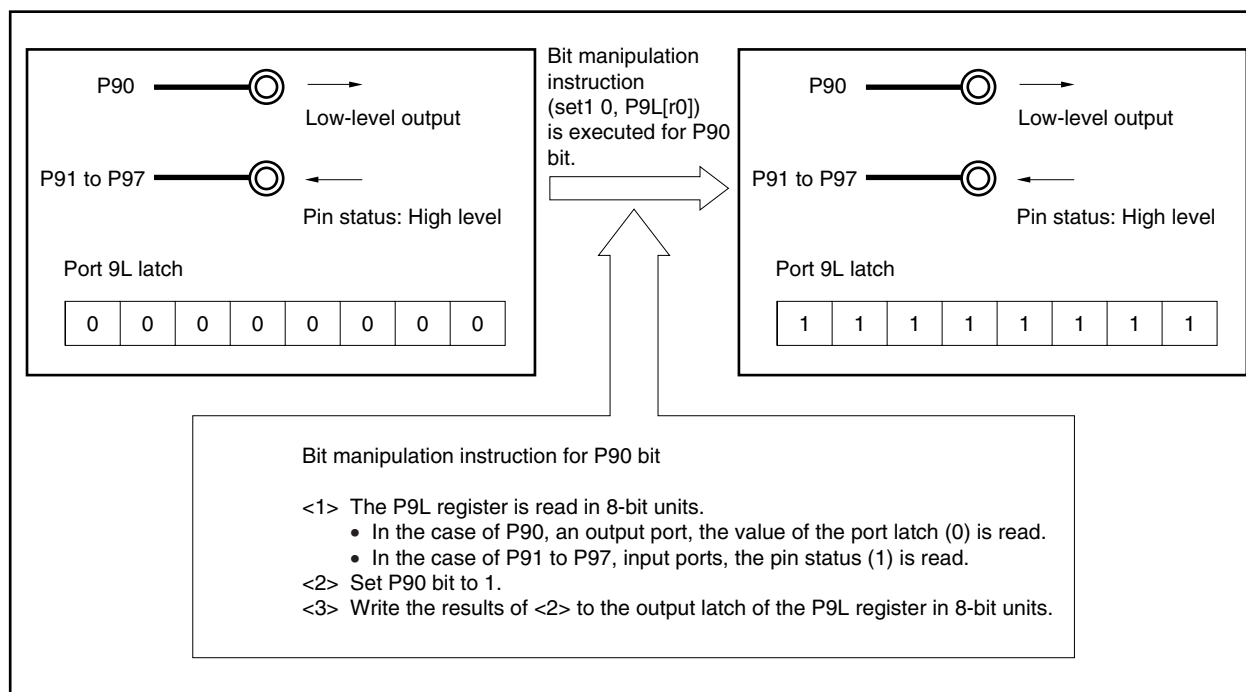 P90
Low-level output
P91 to P97
Pin status: High level
Port 9L latch
0 0 0 0 0 0 0 0
Bit manipulation
instruction
(set1 0, P9L[r0])
is executed for P90
bit.
P90
Low-level output
P91 to P97
Pin status: High level
Port 9L latch
1 1 1 1 1 1 1 1
Bit manipulation instruction for P90 bit
<1> The P9L register is read in 8-bit units.
• In the case of P90, an output port, the value of the port latch (0) is read.
• In the case of P91 to P97, input ports, the pin status (1) is read.
<2> Set P90 bit to 1.
<3> Write the results of <2> to the output latch of the P9L register in 8-bit units.